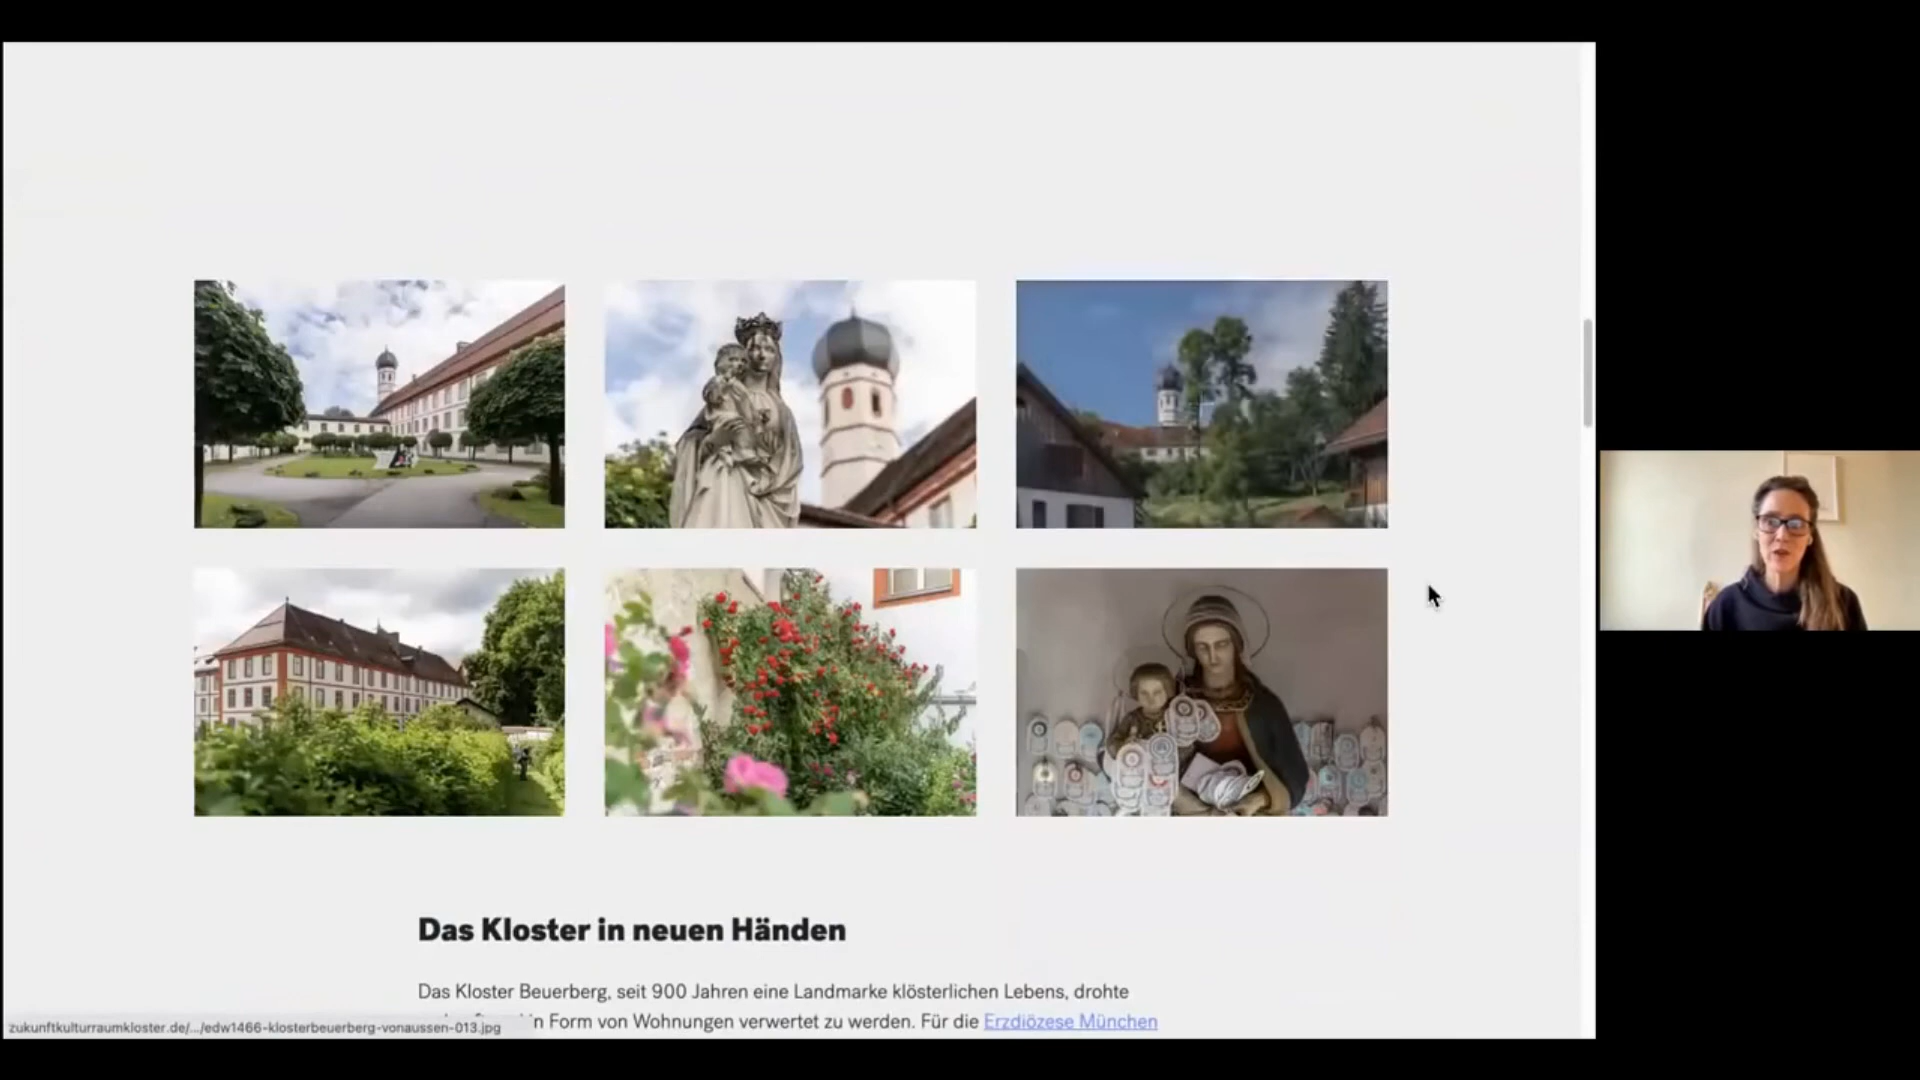 Das Kloster in neuen Händen
Das Kloster Beuerberg, seit 900 Jahren eine Landmarke klösterlichen Lebens, drohte
in Form von Wohnungen verwertet zu werden. Für die Erzdiözese München
zukunftkulturraumkloster.de/.../edw1466-klosterbeuerberg-vonaussen-013.jpg